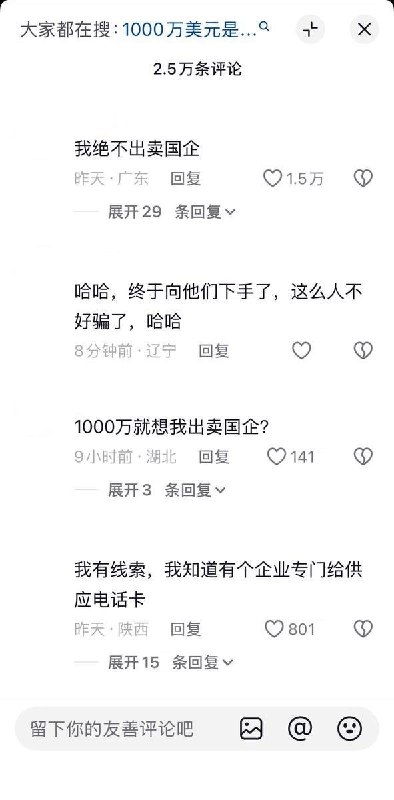 大家都在搜：1000万美元是...
2.5万条评论
我绝不出卖国企
昨天·广东 回复 1.5万
展开29 条回复
哈哈，终于向他们下手了，这么人不
好骗了，哈哈
8分钟前·辽宁 回复
1000万就想我出卖国企？
9小时前·湖北 回复 141
展开3 条回复
我有线索，我知道有个企业专门给供
应电话卡
昨天·陕西 回复 801
展开15 条回复
留下你的友善评论吧